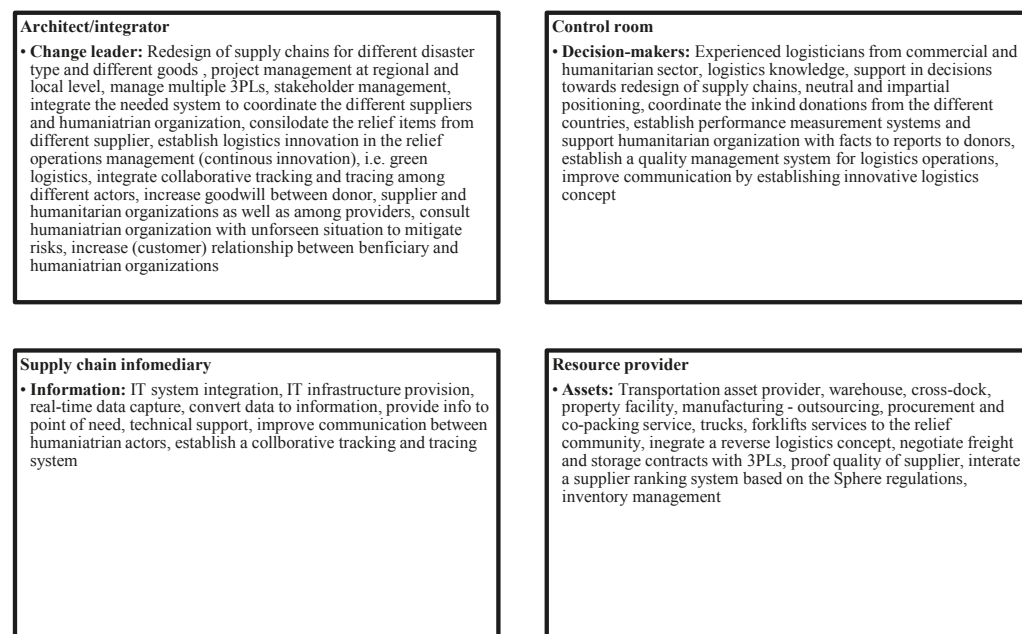 Architect/integrator
• Change leader: Redesign of supply chains for different disaster
type and different goods , project management at regional and
local level, manage multiple 3PLs, stakeholder management,
integrate the needed system to coordinate the different suppliers
and humaniatrian organization, consilodate the relief items from
different supplier, establish logistics innovation in the relief
operations management (continous innovation), i.e. green
logistics, integrate collaborative tracking and tracing among
different actors, increase goodwill between donor, supplier and
humanitarian organizations as well as among providers, consult
humaniatrian organization with unforseen situation to mitigate
risks, increase (customer) relationship between benficiary and
humaniatrian organizations
Control room
• Decision-makers: Experienced logisticians from commercial and
humanitarian sector, logistics knowledge, support in decisions
towards redesign of supply chains, neutral and impartial
positioning, coordinate the inkind donations from the different
countries, establish performance measurement systems and
support humanitarian organization with facts to reports to donors,
establish a quality management system for logistics operations,
improve communication by establishing innovative logistics
concept
Supply chain infomediary
• Information: IT system integration, IT infrastructure provision,
real-time data capture, convert data to information, provide info to
point of need, technical support, improve communication between
humaniatrian actors, establish a collborative tracking and tracing
system
Resource provider
• Assets: Transportation asset provider, warehouse, cross-dock,
property facility, manufacturing - outsourcing, procurement and
co-packing service, trucks, forklifts services to the relief
community, inegrate a reverse logistics concept, negotiate freight
and storage contracts with 3PLs, proof quality of supplier, interate
a supplier ranking system based on the Sphere regulations,
inventory management